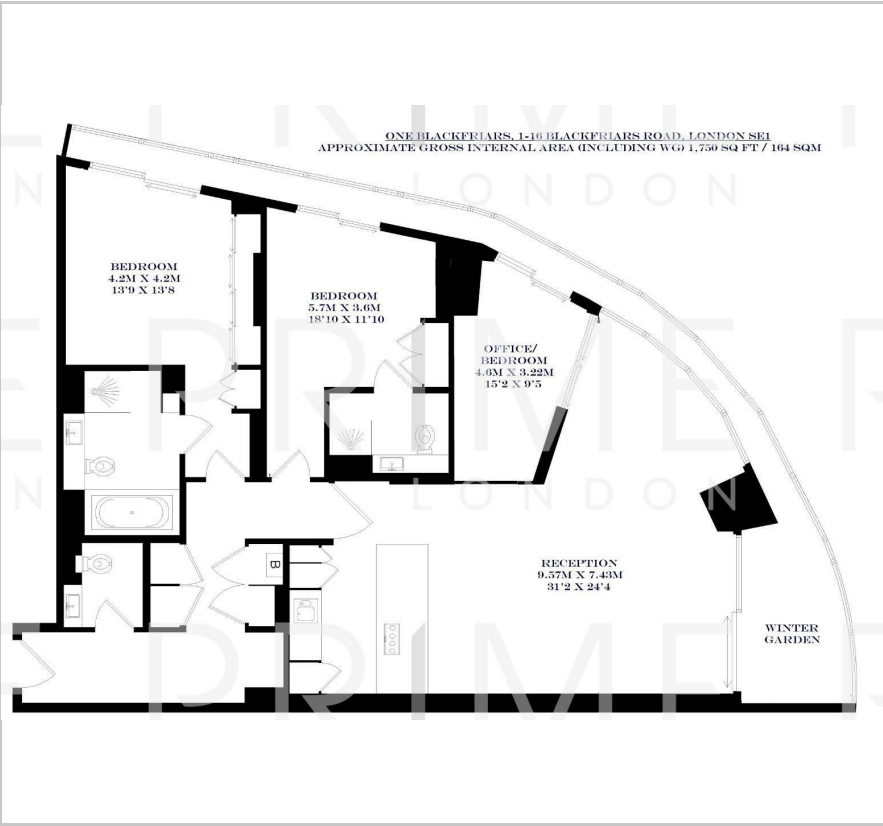 ONE BLACKFRIARS, 1-16 BLACKFRIARS ROAD, LONDON SE1
APPROXIMATE GROSS INTERNAL AREA (INCLUDING WG) 1,750 SQ FT / 164 SQM
BEDROOM
4.2M X 4.2M
13'9 X 13'8
BEDROOM
5.7M X 3.6M
18'10 X 11'10
OFFICE/
BEDROOM
4.6M X 3.22M
15'2 X 9'5
RECEPTION
9.57M X 7.43M
31'2 X 24'4
WINTER
GARDEN
B
PRIME
LONDON
PRIME
LONDON
PRIME